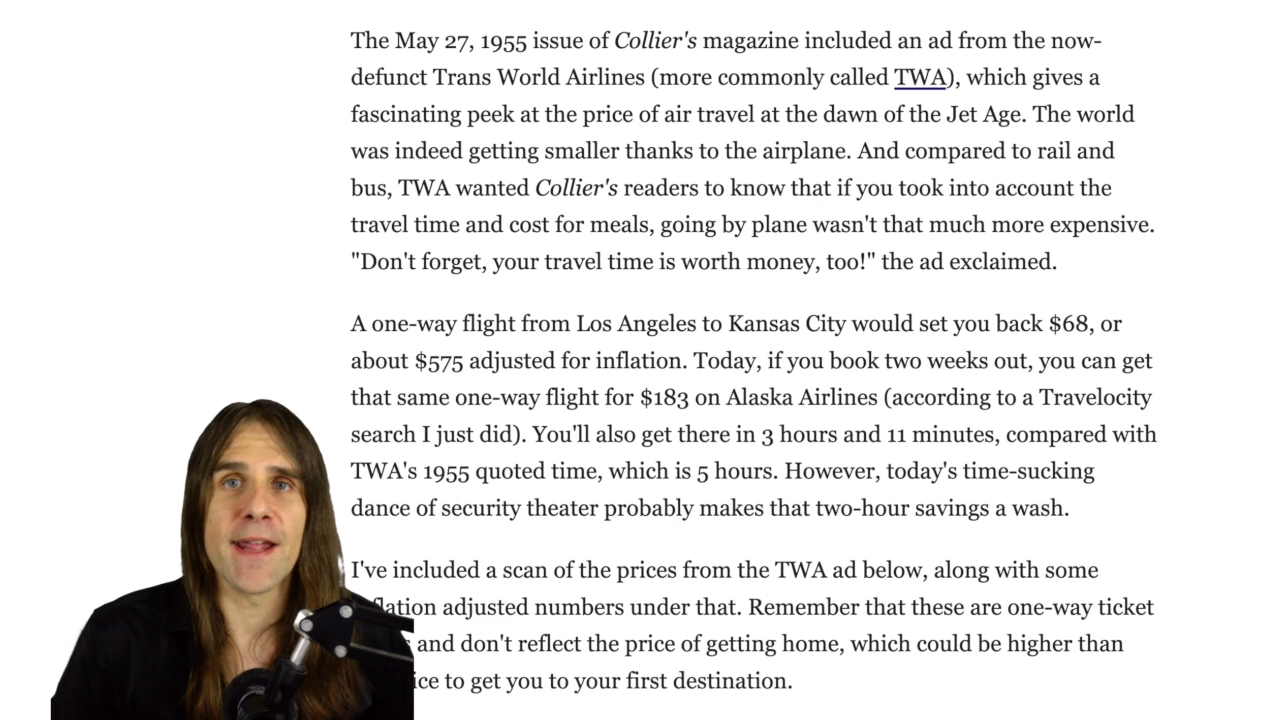 The May 27, 1955 issue of Collier's magazine included an ad from the now-
defunct Trans World Airlines (more commonly called TWA), which gives a
fascinating peek at the price of air travel at the dawn of the Jet Age. The world
was indeed getting smaller thanks to the airplane. And compared to rail and
bus, TWA wanted Collier's readers to know that if you took into account the
travel time and cost for meals, going by plane wasn't that much more expensive.
"Don't forget, your travel time is worth money, too!" the ad exclaimed.
A one-way flight from Los Angeles to Kansas City would set you back $68, or
about $575 adjusted for inflation. Today, if you book two weeks out, you can get
that same one-way flight for $183 on Alaska Airlines (according to a Travelocity
search I just did). You'll also get there in 3 hours and 11 minutes, compared with
TWA's 1955 quoted time, which is 5 hours. However, today's time-sucking
dance of security theater probably makes that two-hour savings a wash.
I've included a scan of the prices from the TWA ad below, along with some
adjusted numbers under that. Remember that these are one-way ticket
and don't reflect the price of getting home, which could be higher than
to get you to your first destination.